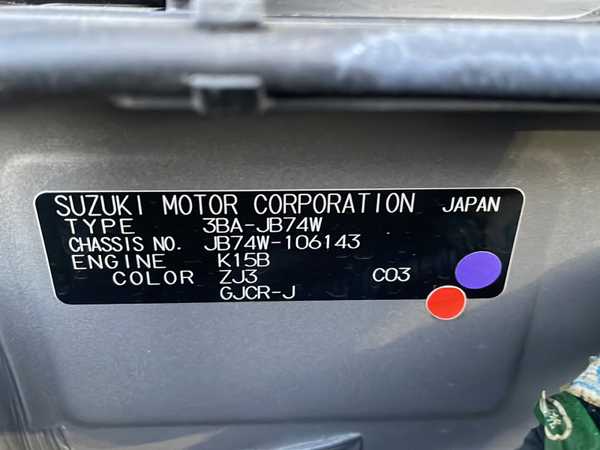 SUZUKI MOTOR CORPORATION JAPAN
TYPE 3BA-JB74W
CHASSIS NO. JB74W-106143
ENGINE K15B
COLOR ZJ3 C03
GJCR-J